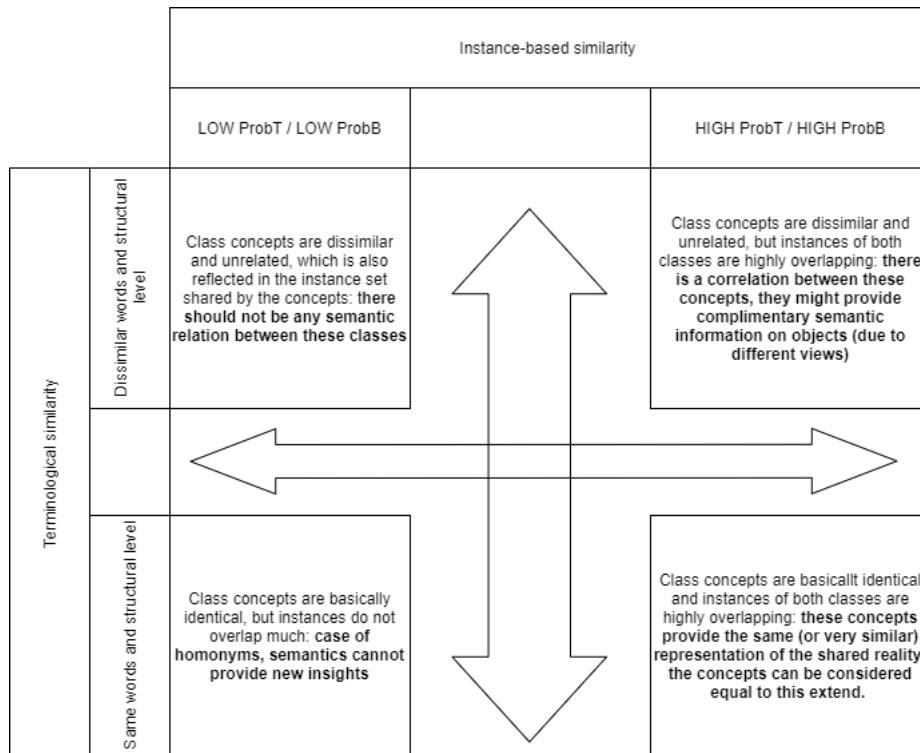 Instance-based similarity
LOW ProbT / LOW ProbB
HIGH ProbT / HIGH ProbB
Terminological similarity
Dissimilar words and structural
level
Class concepts are dissimilar
and unrelated, which is also
reflected in the instance set
shared by the concepts: there
should not be any semantic
relation between these classes
Class concepts are dissimilar and
unrelated, but instances of both
classes are highly overlapping: there
is a correlation between these
concepts, they might provide
complimentary semantic
information on objects (due to
different views)
Same words and structural level
Class concepts are basically
identical, but instances do not
overlap much: case of
homonyms, semantics cannot
provide new insights
Class concepts are basicallt identical
and instances of both classes are
highly overlapping: these concepts
provide the same (or very similar)
representation of the shared reality
the concepts can be considered
equal to this extend.